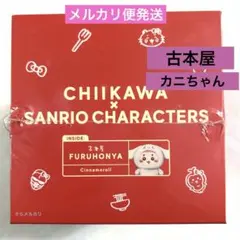 メルカリ便発送
古本屋
カニちゃん
CHIIKAWA
×
SANRIO CHARACTERS
INSIDE
FURUHONYA
Cinnamoroll